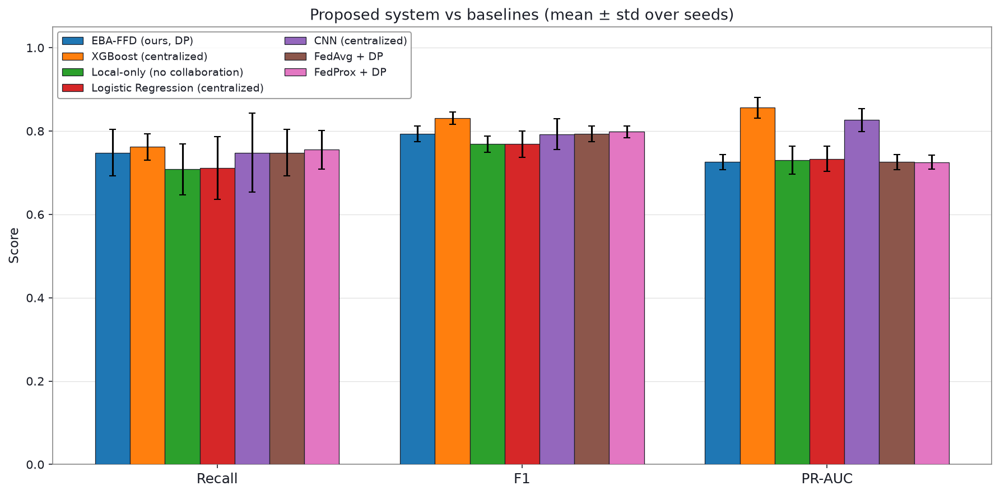 Proposed system vs baselines (mean ± std over seeds)
EBA-FFD (ours, DP)
XGBoost (centralized)
Local-only (no collaboration)
Logistic Regression (centralized)
CNN (centralized)
FedAvg + DP
FedProx + DP
Score
1.0
0.8
0.6
0.4
0.2
0.0
Recall
F1
PR-AUC